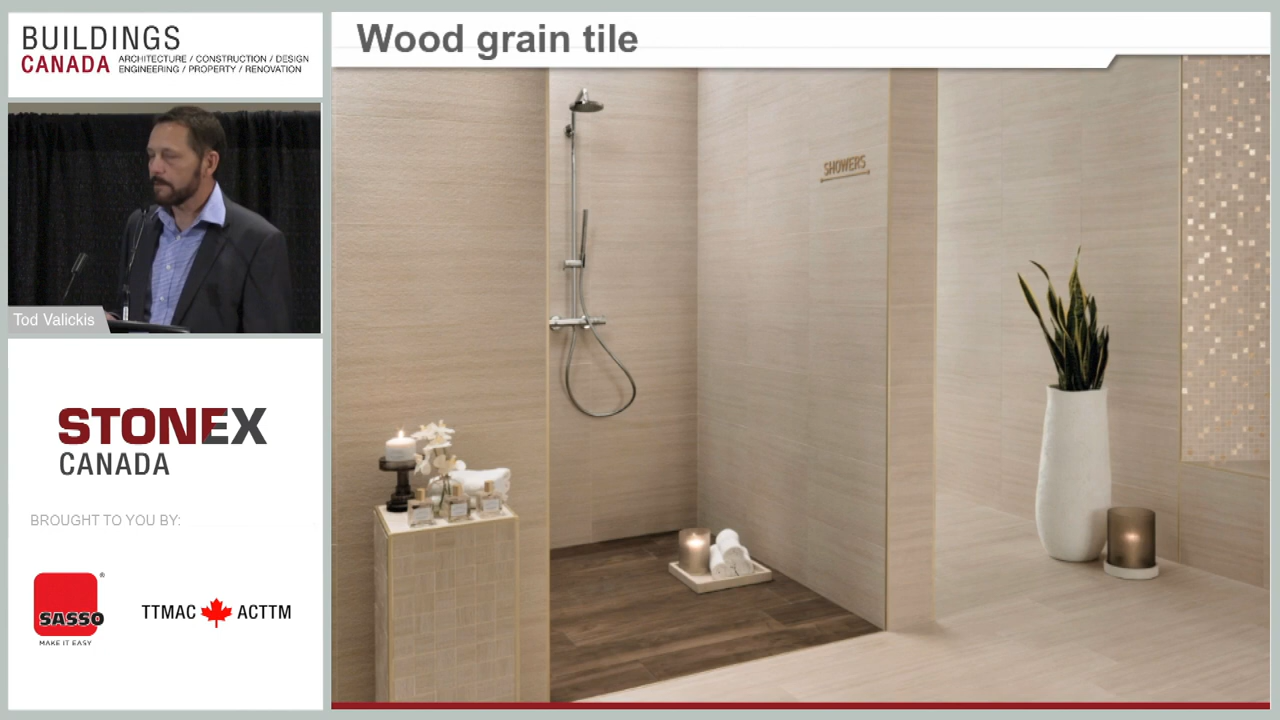 BUILDINGS
CANADA
ARCHITECTURE / CONSTRUCTION / DESIGN
ENGINEERING / PROPERTY / RENOVATION
Wood grain tile
SHOWERS
Tod Valickis
STONEX
CANADA
BROUGHT TO YOU BY:
SASSO
®
MAKE IT EASY
TTMAC ACTTM